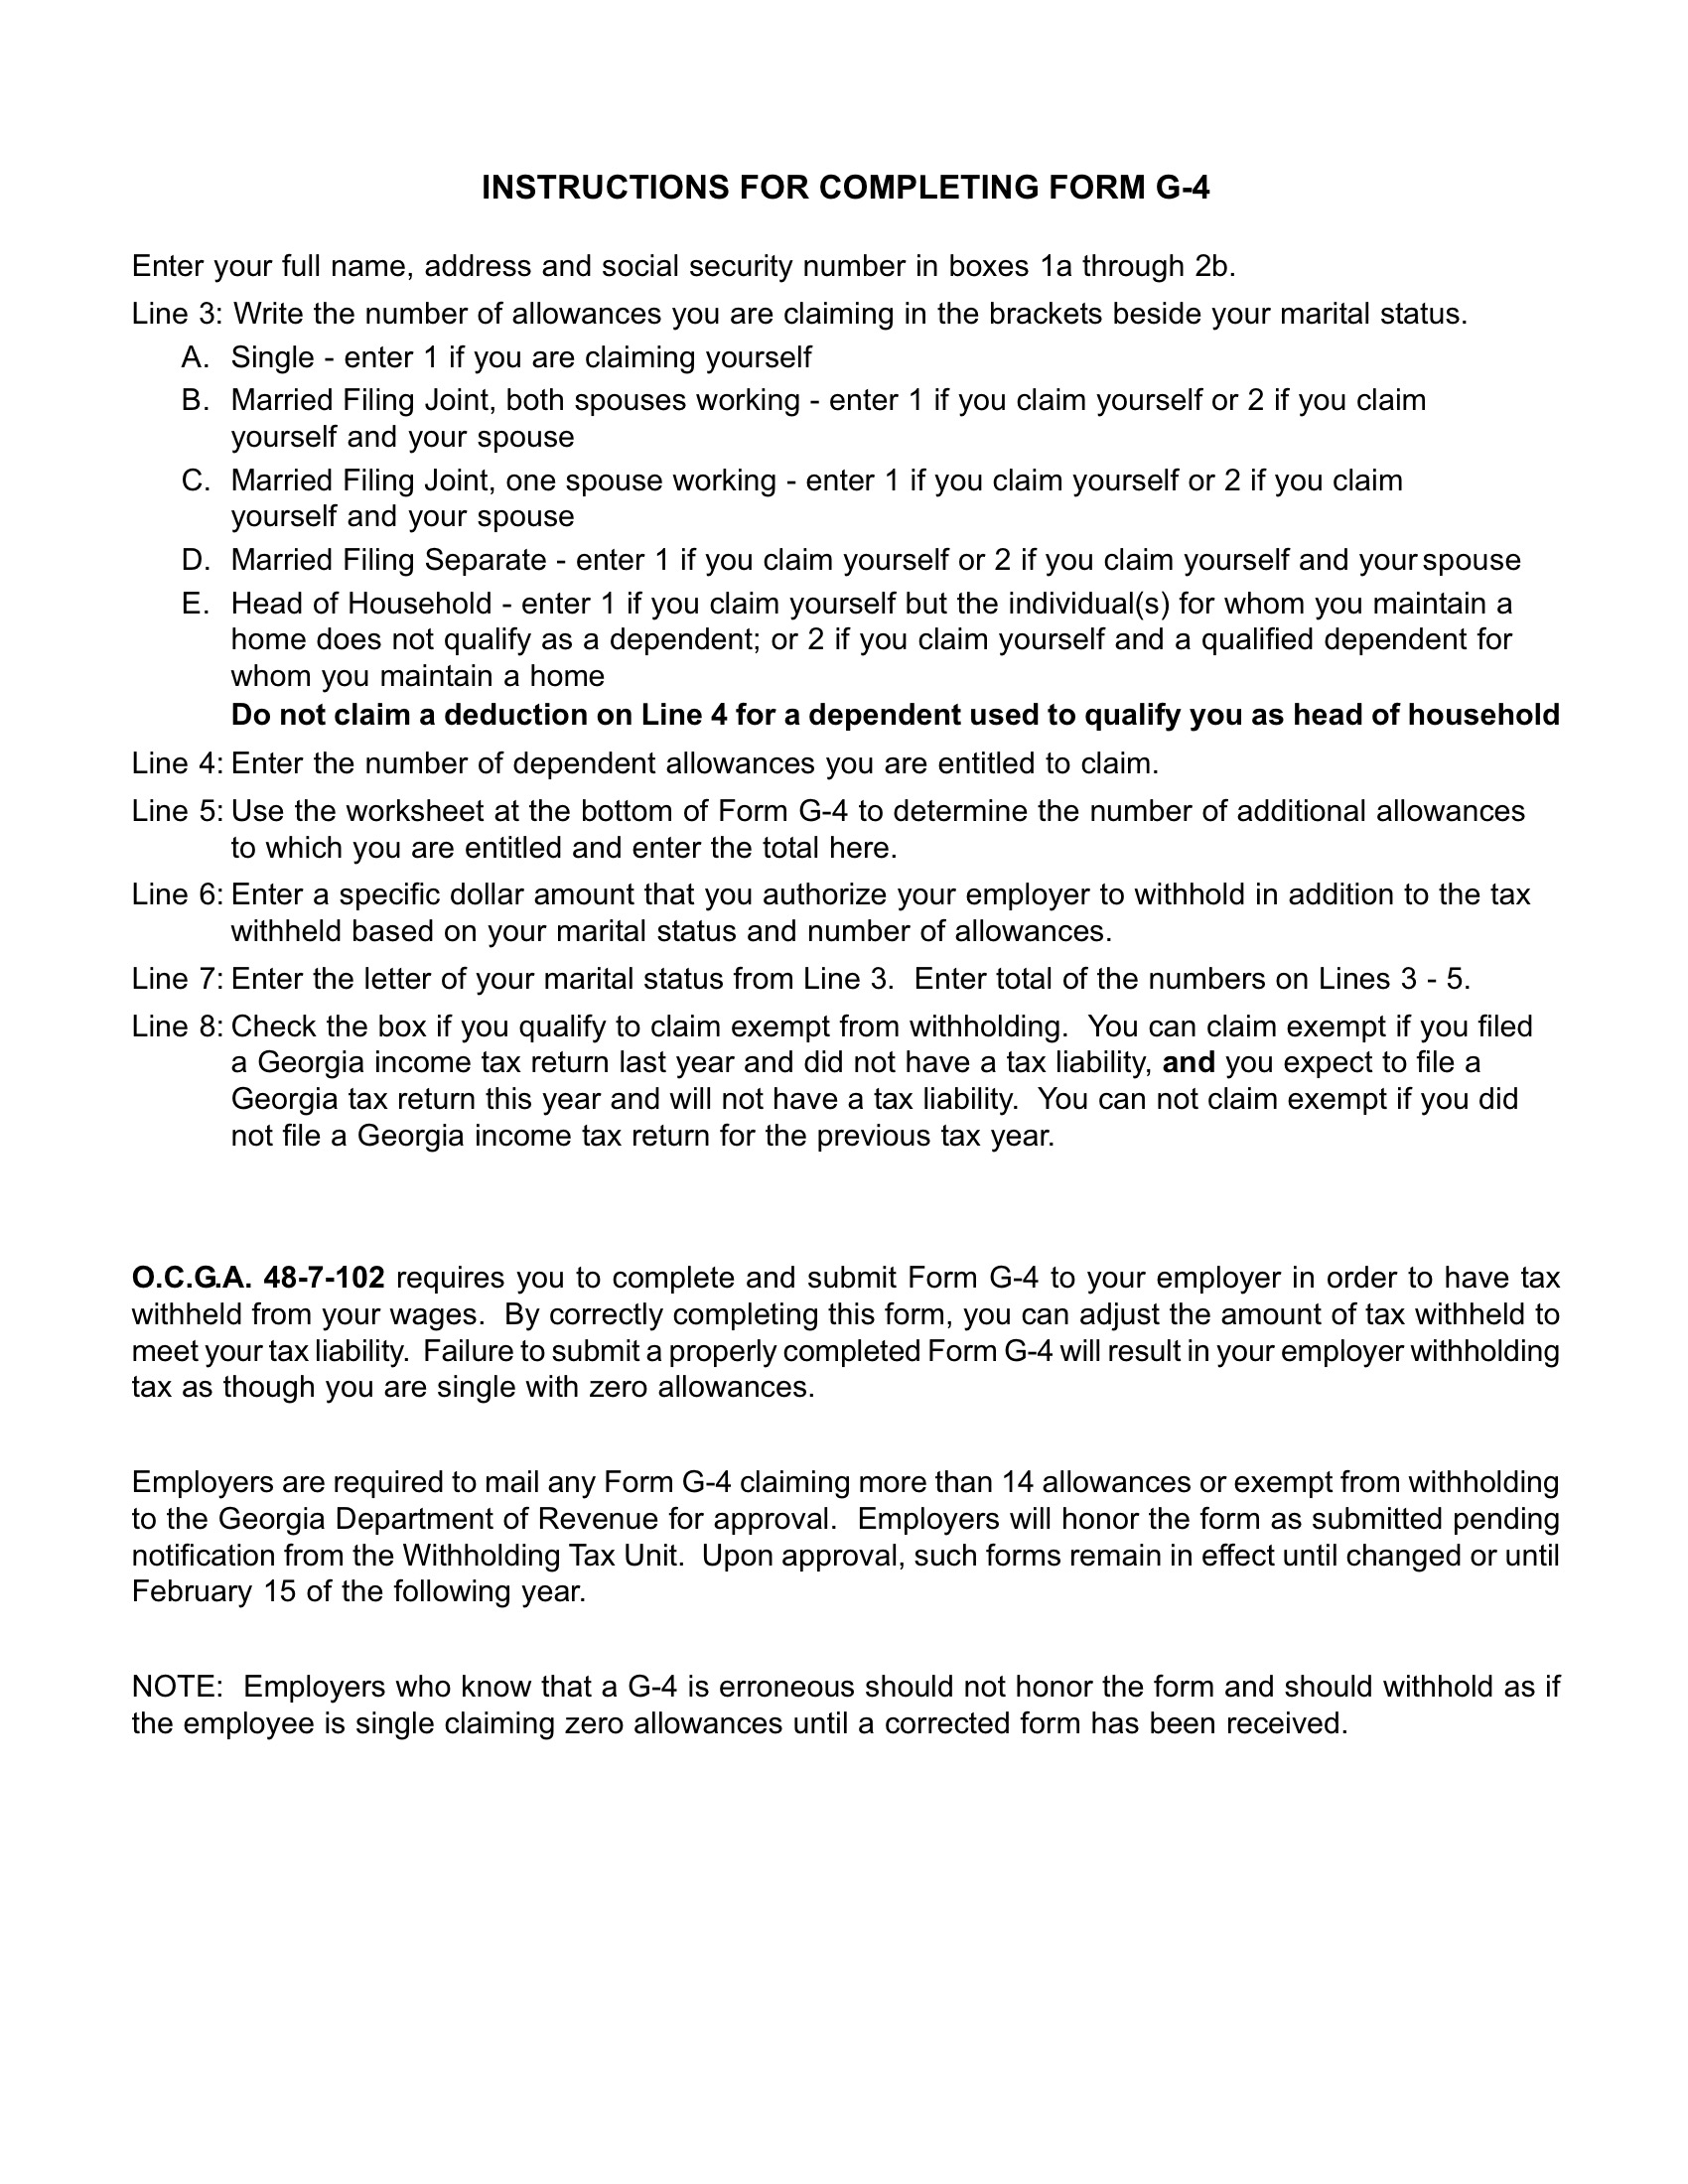 INSTRUCTIONS FOR COMPLETING FORM G-4
Enter your full name, address and social security number in boxes 1a through 2b.
Line 3: Write the number of allowances you are claiming in the brackets beside your marital status.
A. Single - enter 1 if you are claiming yourself
B. Married Filing Joint, both spouses working - enter 1 if you claim yourself or 2 if you claim
yourself and your spouse
C. Married Filing Joint, one spouse working - enter 1 if you claim yourself or 2 if you claim
yourself and your spouse
D. Married Filing Separate - enter 1 if you claim yourself or 2 if you claim yourself and your spouse
E. Head of Household - enter 1 if you claim yourself but the individual(s) for whom you maintain a
home does not qualify as a dependent; or 2 if you claim yourself and a qualified dependent for
whom you maintain a home
Do not claim a deduction on Line 4 for a dependent used to qualify you as head of household
Line 4: Enter the number of dependent allowances you are entitled to claim.
Line 5: Use the worksheet at the bottom of Form G-4 to determine the number of additional allowances
to which you are entitled and enter the total here.
Line 6: Enter a specific dollar amount that you authorize your employer to withhold in addition to the tax
withheld based on your marital status and number of allowances.
Line 7: Enter the letter of your marital status from Line 3. Enter total of the numbers on Lines 3 - 5.
Line 8: Check the box if you qualify to claim exempt from withholding. You can claim exempt if you filed
a Georgia income tax return last year and did not have a tax liability, and you expect to file a
Georgia tax return this year and will not have a tax liability. You can not claim exempt if you did
not file a Georgia income tax return for the previous tax year.
O.C.G.A. 48-7-102 requires you to complete and submit Form G-4 to your employer in order to have tax
withheld from your wages. By correctly completing this form, you can adjust the amount of tax withheld to
meet your tax liability. Failure to submit a properly completed Form G-4 will result in your employer withholding
tax as though you are single with zero allowances.
Employers are required to mail any Form G-4 claiming more than 14 allowances or exempt from withholding
to the Georgia Department of Revenue for approval. Employers will honor the form as submitted pending
notification from the Withholding Tax Unit. Upon approval, such forms remain in effect until changed or until
February 15 of the following year.
NOTE: Employers who know that a G-4 is erroneous should not honor the form and should withhold as if
the employee is single claiming zero allowances until a corrected form has been received.